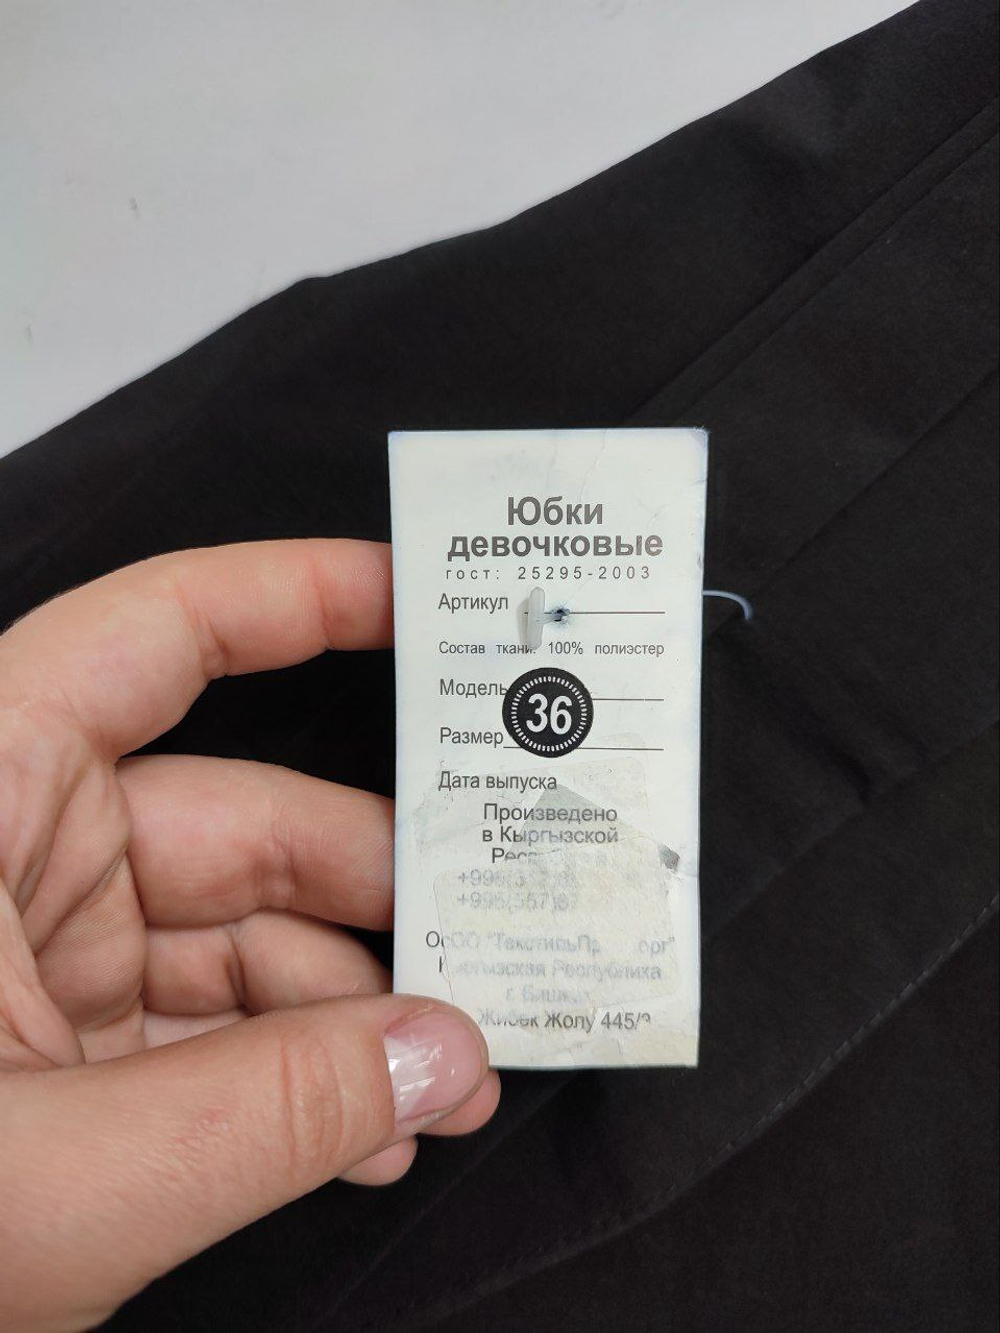 Юбки
девочковые
гост: 25295-2003
Артикул
Состав ткани: 100% полиэстер
Модель
36
Размер
Дата выпуска
Произведено
в Кыргызской
Кыргызская Республика
Жибек Жолу 445/